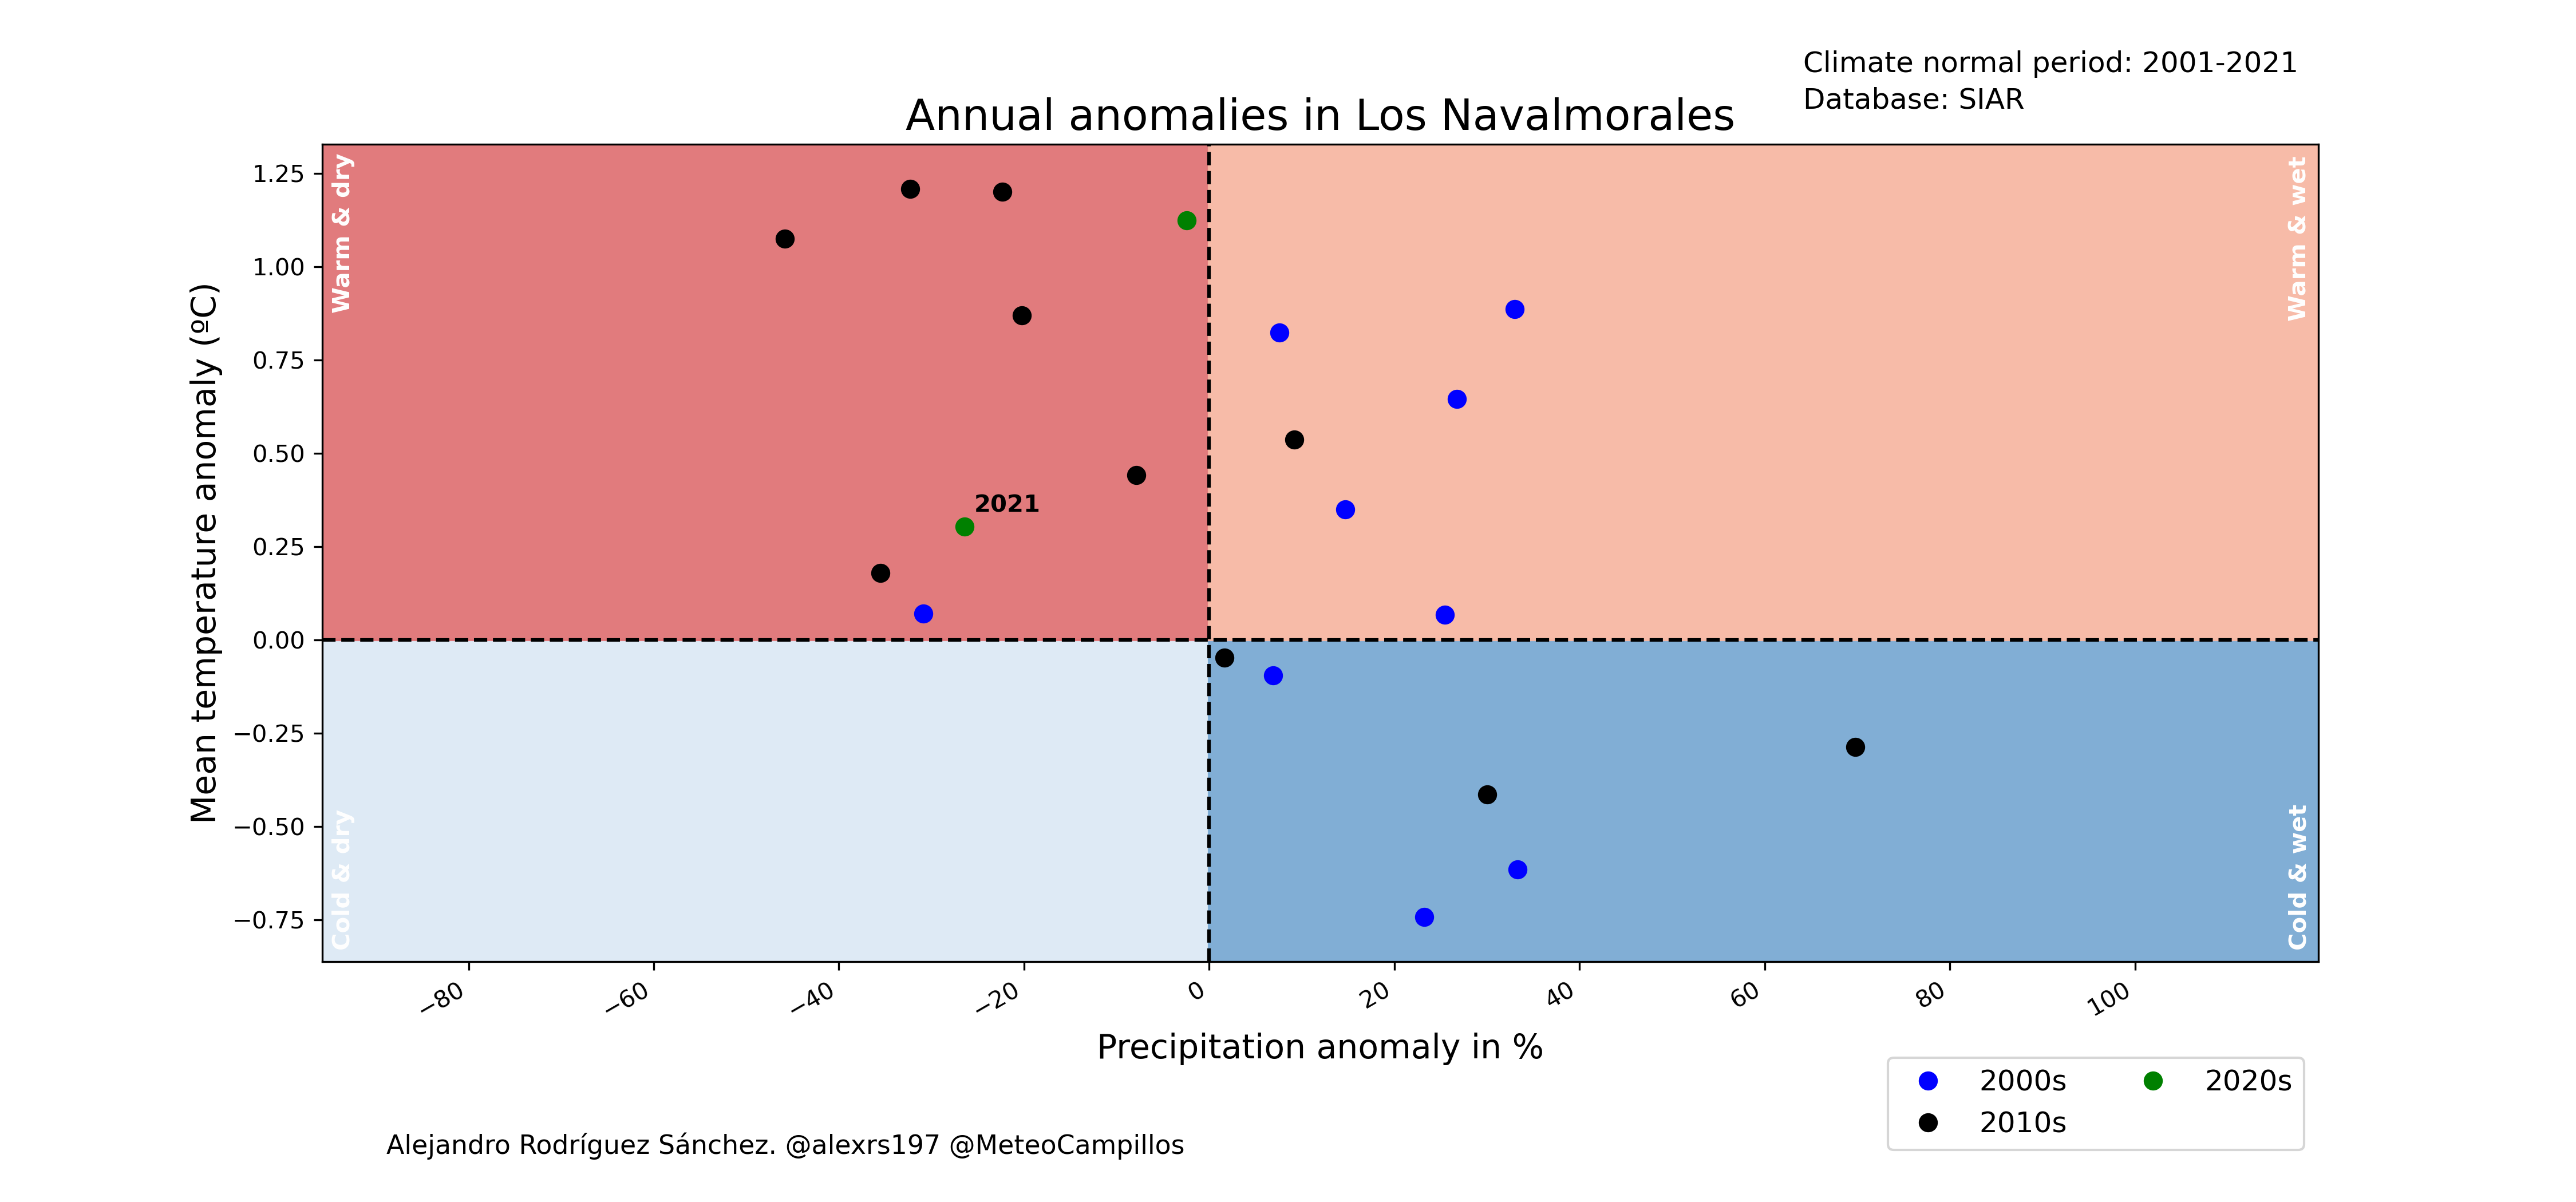 Climate normal period: 2001-2021
Database: SIAR
Annual anomalies in Los Navalmorales
Warm & dry
Warm & wet
Cold & dry
Cold & wet
Mean temperature anomaly (ºC)
1.25
1.00
0.75
0.50
0.25
0.00
−0.25
−0.50
−0.75
2021
−80
−60
−40
−20
0
20
40
60
80
100
Precipitation anomaly in %
2000s
2010s
2020s
Alejandro Rodríguez Sánchez. @alexrs197 @MeteoCampillos